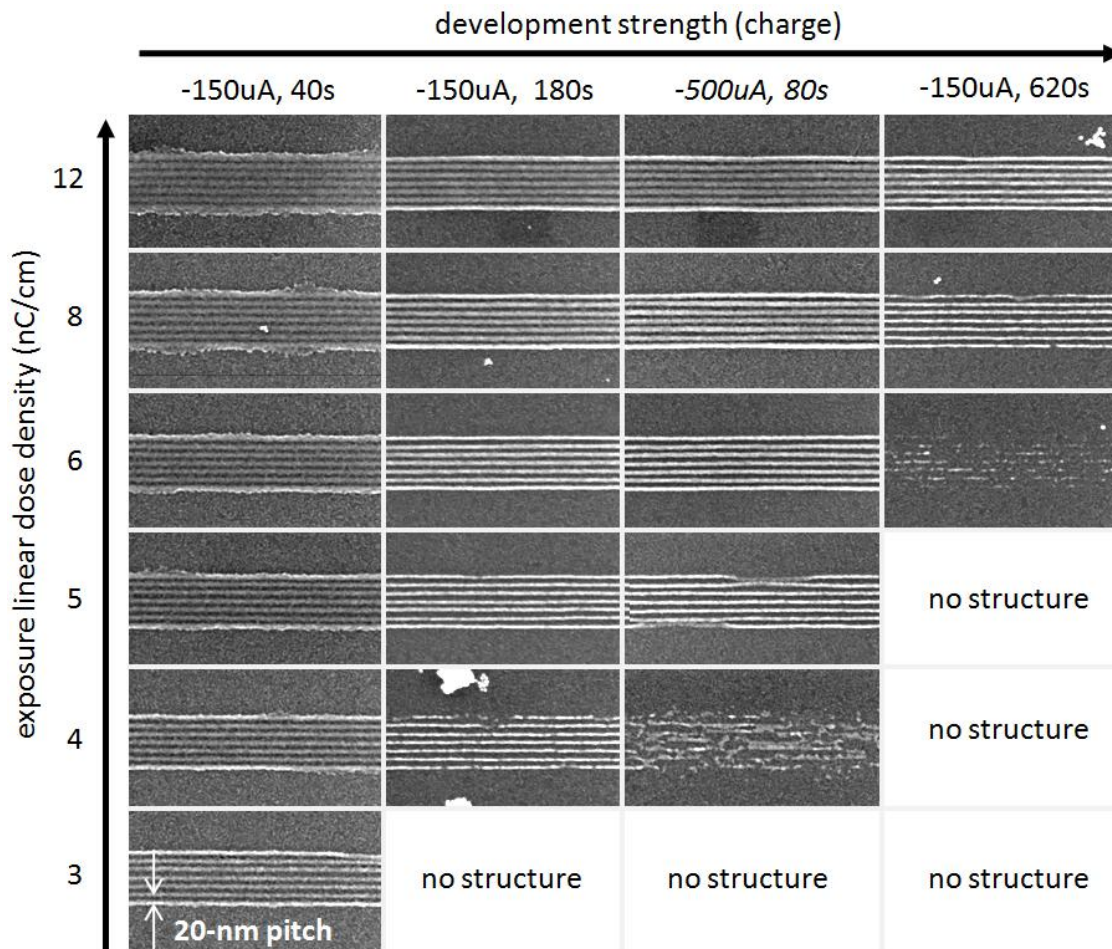 development strength (charge)
-150uA, 40s
-150uA, 180s
-500uA, 80s
-150uA, 620s
exposure linear dose density (nC/cm)
12
8
6
5
no structure
4
no structure
3
20-nm pitch
no structure
no structure
no structure